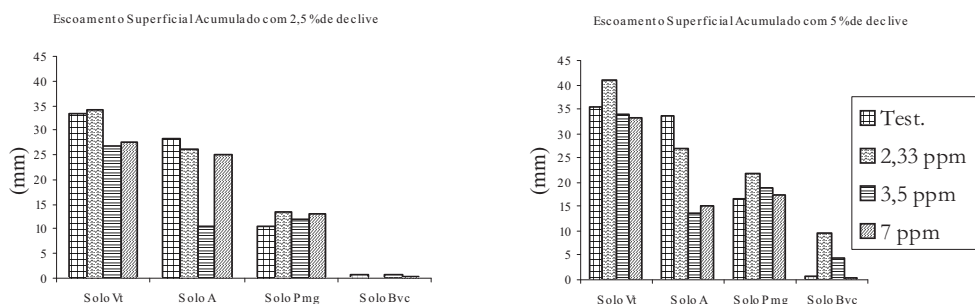 Escoamento Superficial Acumulado com 2,5 % de declive
45
40
35
30
25
20
15
10
5
0
(mm)
Solo Vt Solo A Solo Pmg Solo Bvc
Escoamento Superficial Acumulado com 5 % de declive
45
40
35
30
25
20
15
10
5
0
(mm)
Solo Vt Solo A Solo Pmg Solo Bvc
Test.
2,33 ppm
3,5 ppm
7 ppm